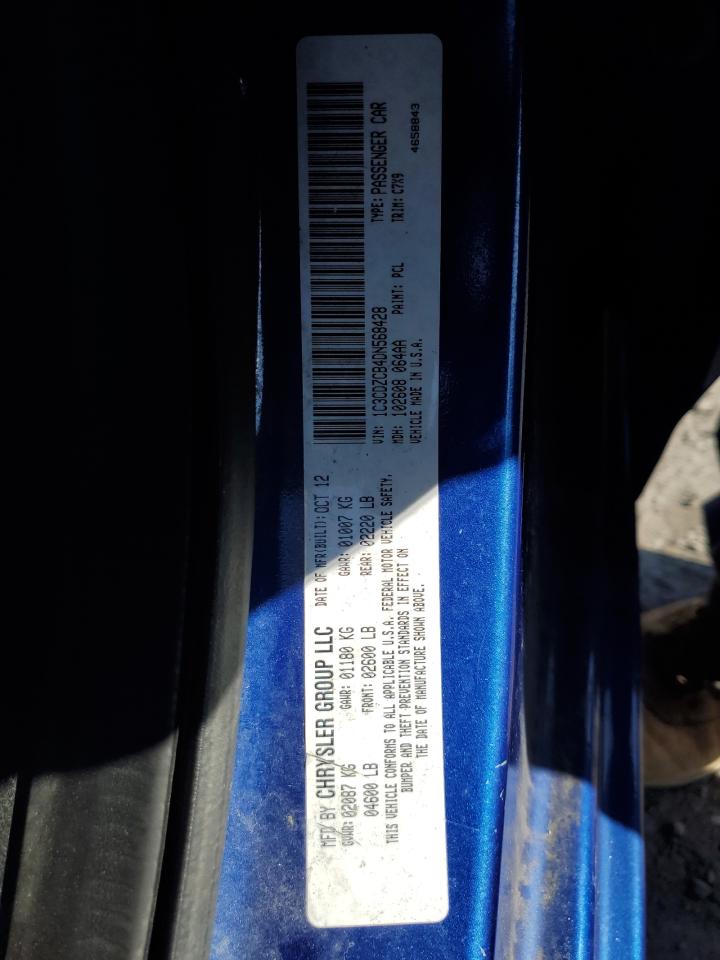 MFD BY CHRYSLER GROUP LLC DATE OF MFR(BUILT): OCT 12
GVWR: 02087 KG GAWR: 01180 KG GAWR: 01007 KG
04600 LB FRONT: 02600 LB REAR: 02220 LB
THIS VEHICLE CONFORMS TO ALL APPLICABLE U.S.A. FEDERAL MOTOR VEHICLE SAFETY,
BUMPER AND THEFT PREVENTION STANDARDS IN EFFECT ON
THE DATE OF MANUFACTURE SHOWN ABOVE.
VIN: 1C3CDZCB4DN568428 TYPE: PASSENGER CAR
MDH: 102608 064AA PAINT: PCL TRIM: C7X9
VEHICLE MADE IN U.S.A. 4658843